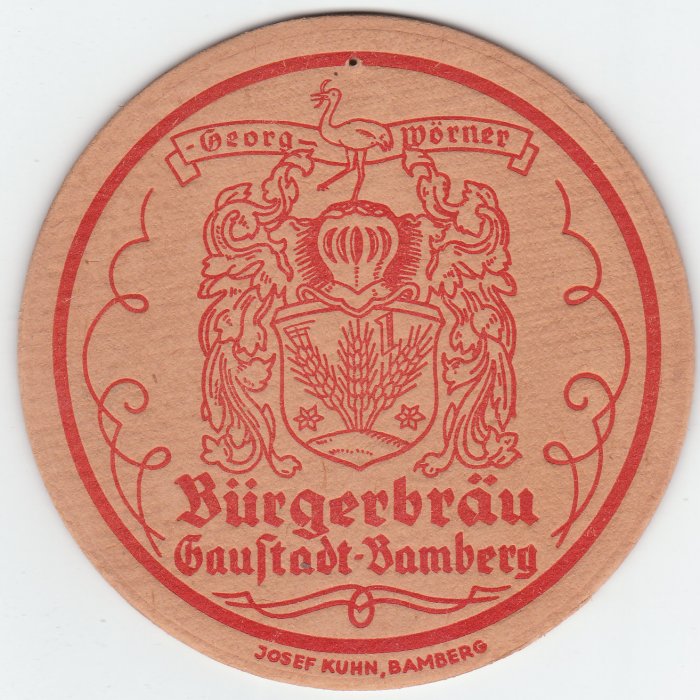 -Georg- Wörner
Bürgerbräu
Gauſtadt-Bamberg
JOSEF KUHN, BAMBERG